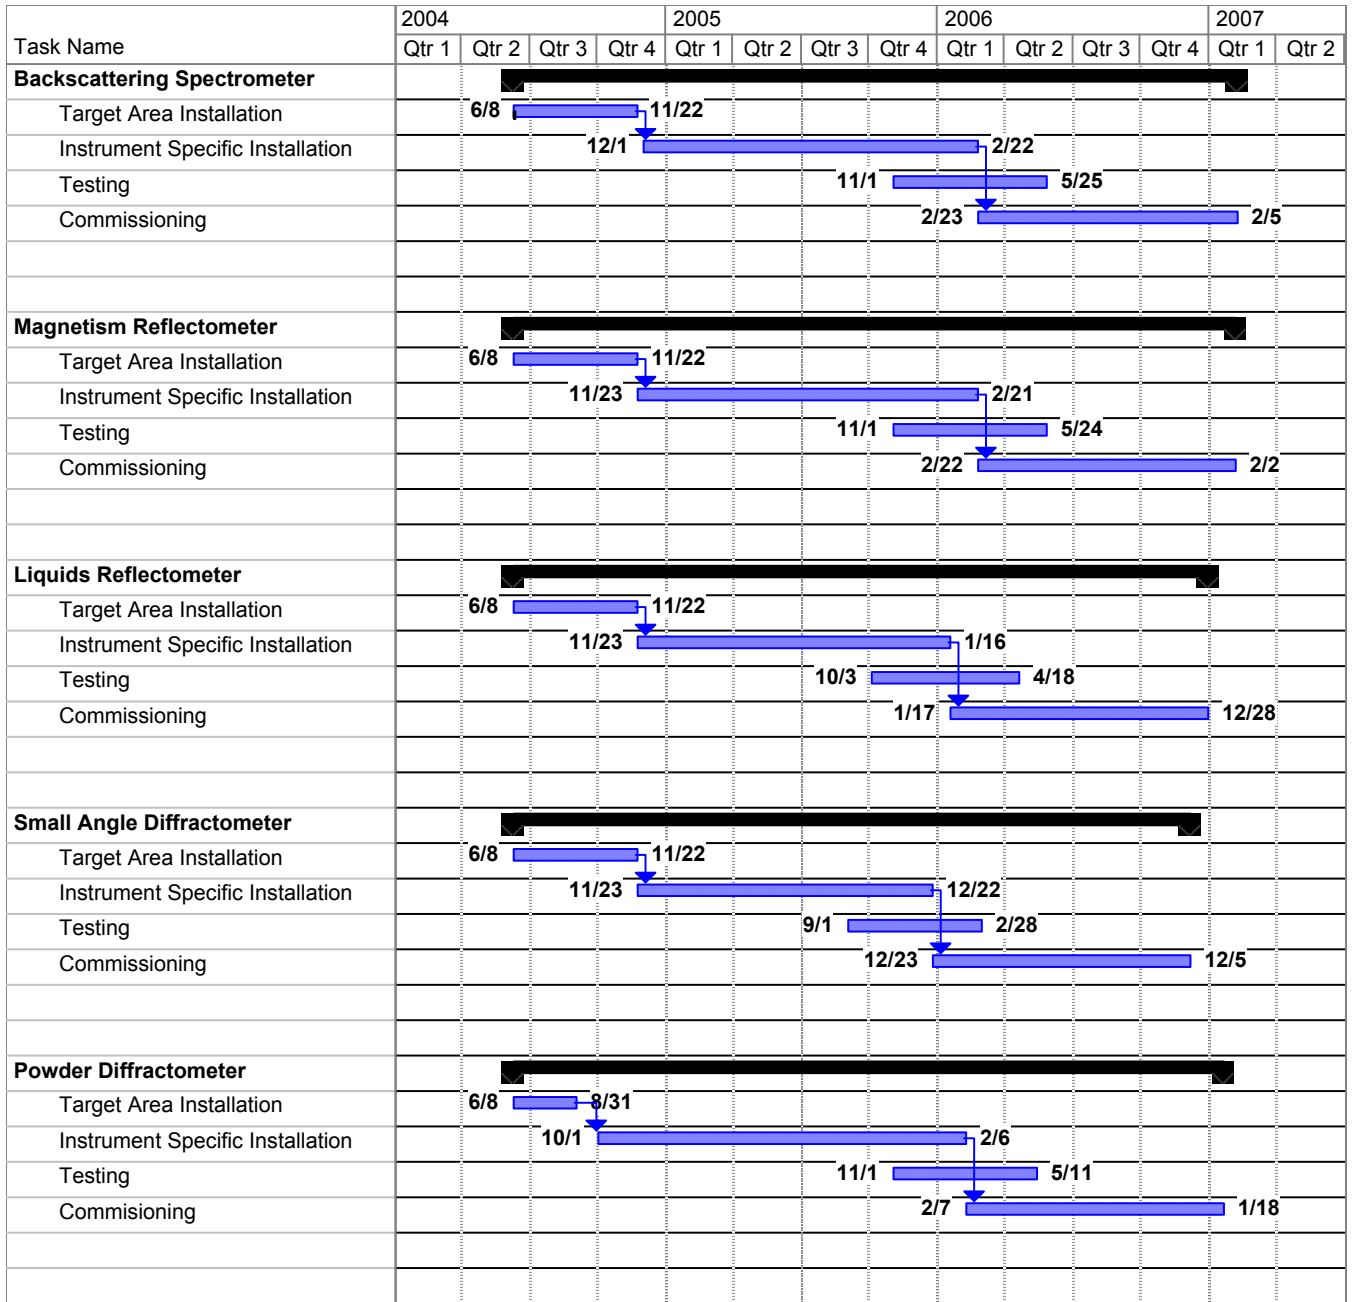 2004 2005 2006 2007
Task Name Qtr 1 Qtr 2 Qtr 3 Qtr 4 Qtr 1 Qtr 2 Qtr 3 Qtr 4 Qtr 1 Qtr 2 Qtr 3 Qtr 4 Qtr 1 Qtr 2
Backscattering Spectrometer
Target Area Installation 6/8 11/22
Instrument Specific Installation 12/1 2/22
Testing 11/1 5/25
Commissioning 2/23 2/5
Magnetism Reflectometer
Target Area Installation 6/8 11/22
Instrument Specific Installation 11/23 2/21
Testing 11/1 5/24
Commissioning 2/22 2/2
Liquids Reflectometer
Target Area Installation 6/8 11/22
Instrument Specific Installation 11/23 1/16
Testing 10/3 4/18
Commissioning 1/17 12/28
Small Angle Diffractometer
Target Area Installation 6/8 11/22
Instrument Specific Installation 11/23 12/22
Testing 9/1 2/28
Commissioning 12/23 12/5
Powder Diffractometer
Target Area Installation 6/8 8/31
Instrument Specific Installation 10/1 2/6
Testing 11/1 5/11
Commisioning 2/7 1/18